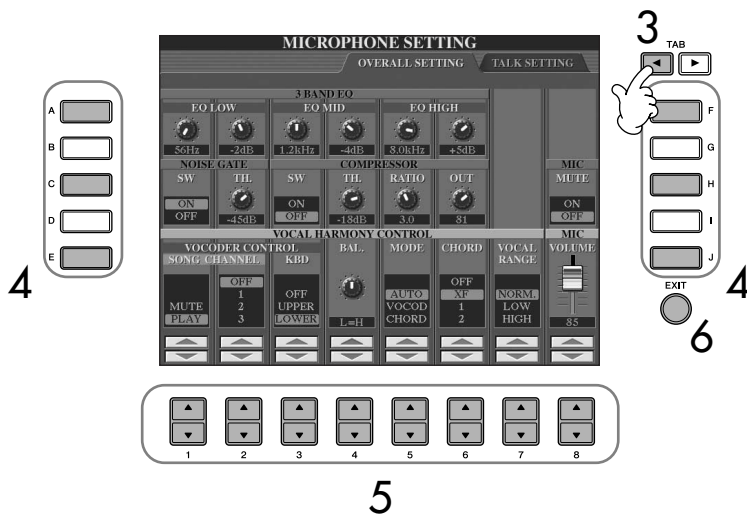 3
TAB
MICROPHONE SETTING
OVERALL SETTING TALK SETTING
3 BAND EQ
EQ LOW EQ MID EQ HIGH
56Hz -2dB 1.2kHz -4dB 8.0kHz +5dB
NOISE GATE COMPRESSOR MIC
SW TH. SW TH. RATIO OUT MUTE
ON ON ON
OFF OFF OFF
-45dB -18dB 3.0 81
VOCAL HARMONY CONTROL MIC
VOCODER CONTROL BAL. MODE CHORD VOCAL RANGE VOLUME
SONG CHANNEL KBD
OFF OFF
1 OFF AUTO XF NORM.
MUTE 2 UPPER VOCOD 1 LOW
PLAY 3 LOWER L=H CHORD 2 HIGH 85
A
B
C
D
E
4
F
G
H
I
J
4
EXIT
6
1 2 3 4 5 6 7 8
5